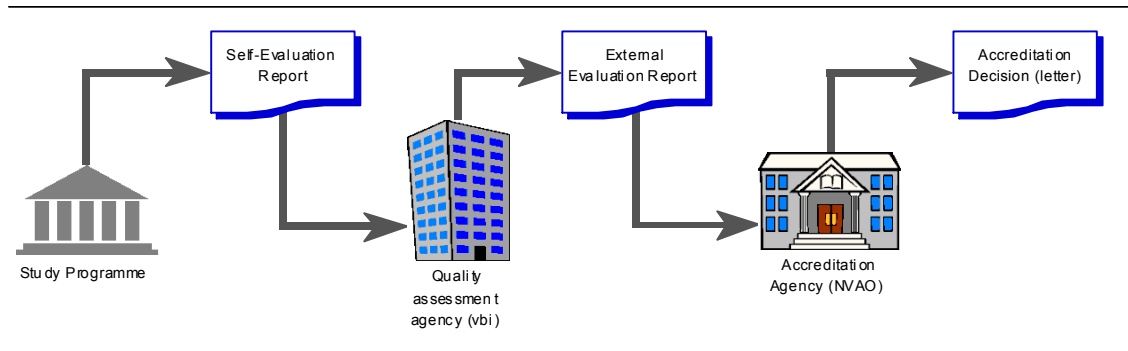 Self-Evaluation
Report
External
Evaluation Report
Accreditation
Decision (letter)
Study Programme
Quality
assessment
agency (vbi)
Accreditation
Agency (NVAO)